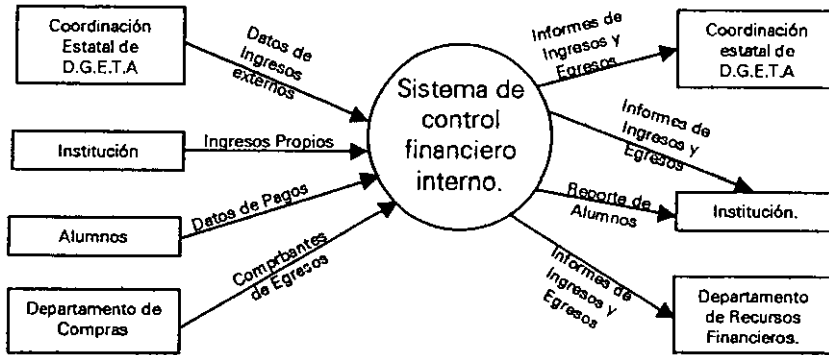 Coordinación
Estatal de
D.G.E.T.A
Datos de
Ingresos
externos
Institución
Ingresos Propios
Alumnos
Datos de Pagos
Departamento de
Compras
Comprbantes
de Egresos
Sistema de
control
financiero
interno.
Informes de
Ingresos y
Egresos
Coordinación
estatal de
D.G.E.T.A
Informes de
Ingresos y
Egresos
Reporte de
Alumnos
Institución.
Informes de
Ingresos y
Egresos
Departamento
de Recursos
Financieros.